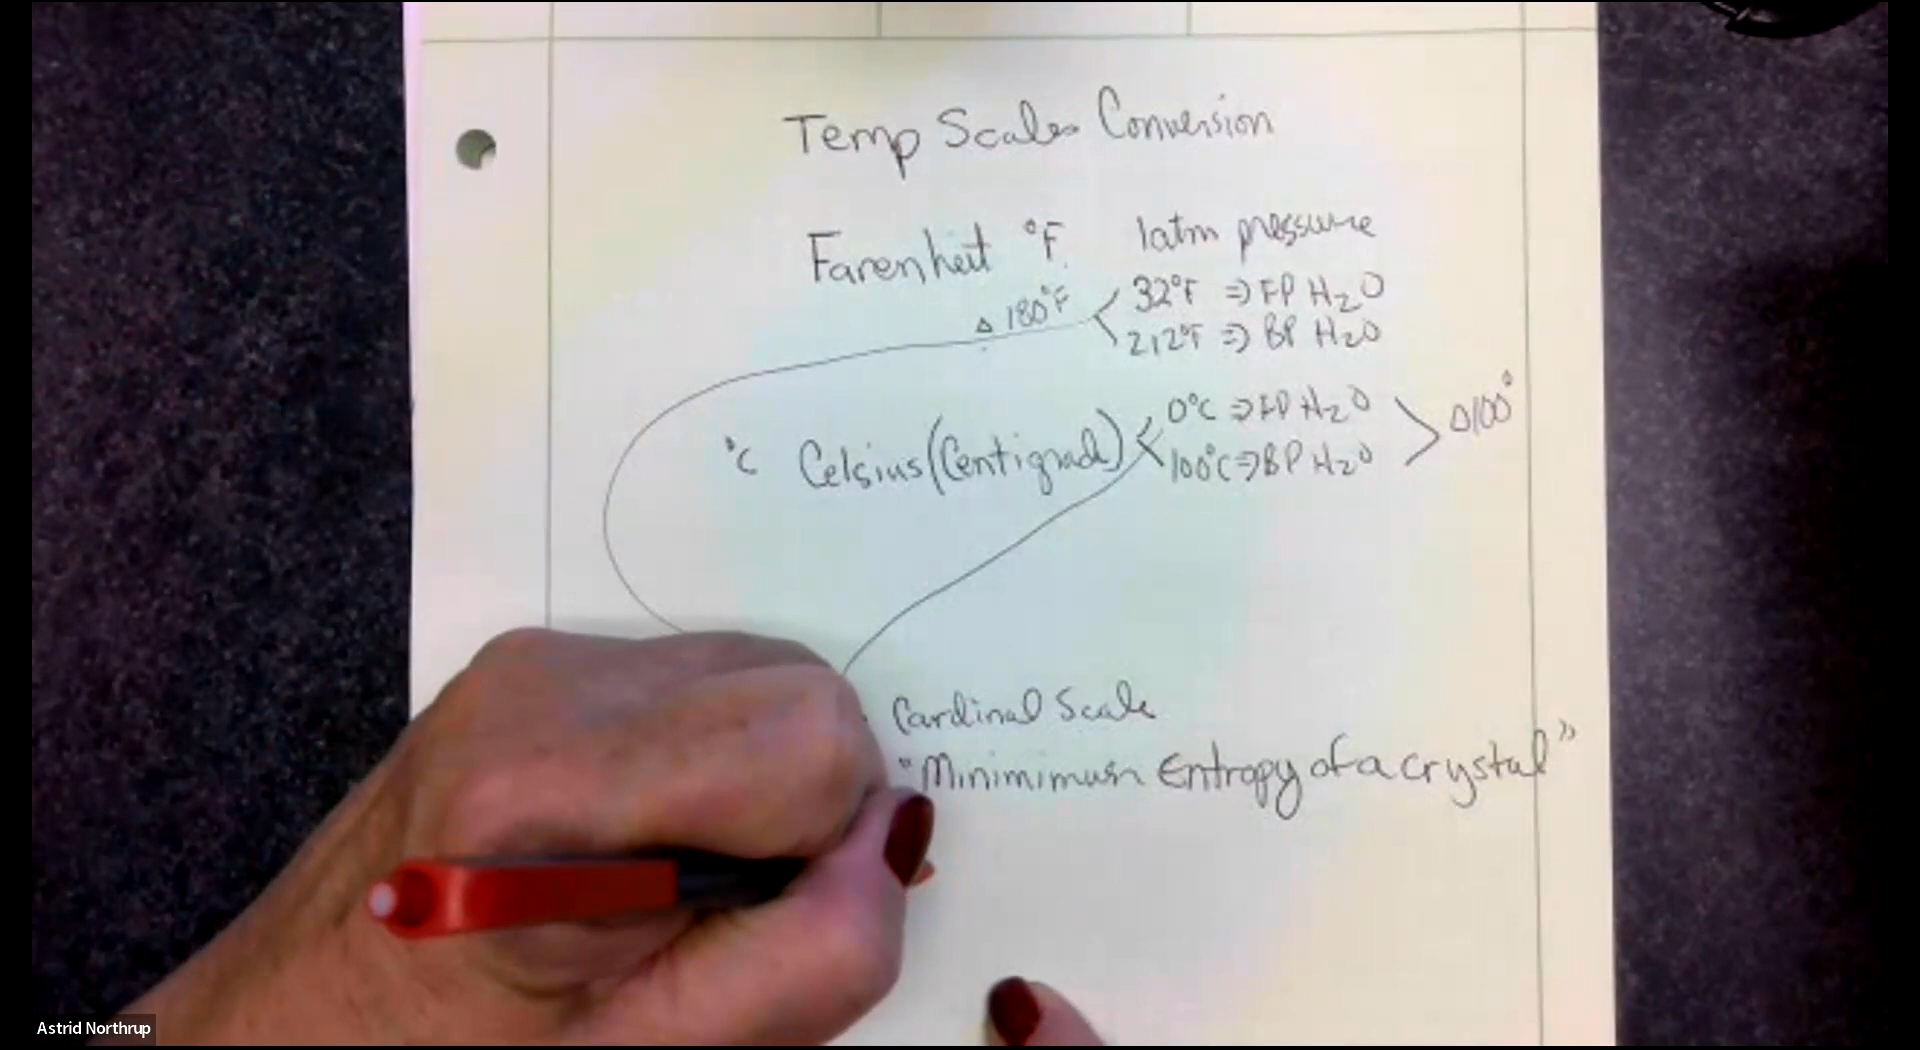 Temp Scales Conversion
Farenheit °F 1atm pressure
Δ 180°F 32°F ⇒ FP H2O
212°F ⇒ BP H2O
0°C ⇒ FP H2O
°C Celsius (Centigrade) Δ100°
100°C ⇒ BP H2O
Cardinal Scale
"Minimimum Entropy of a crystal"
Astrid Northrup